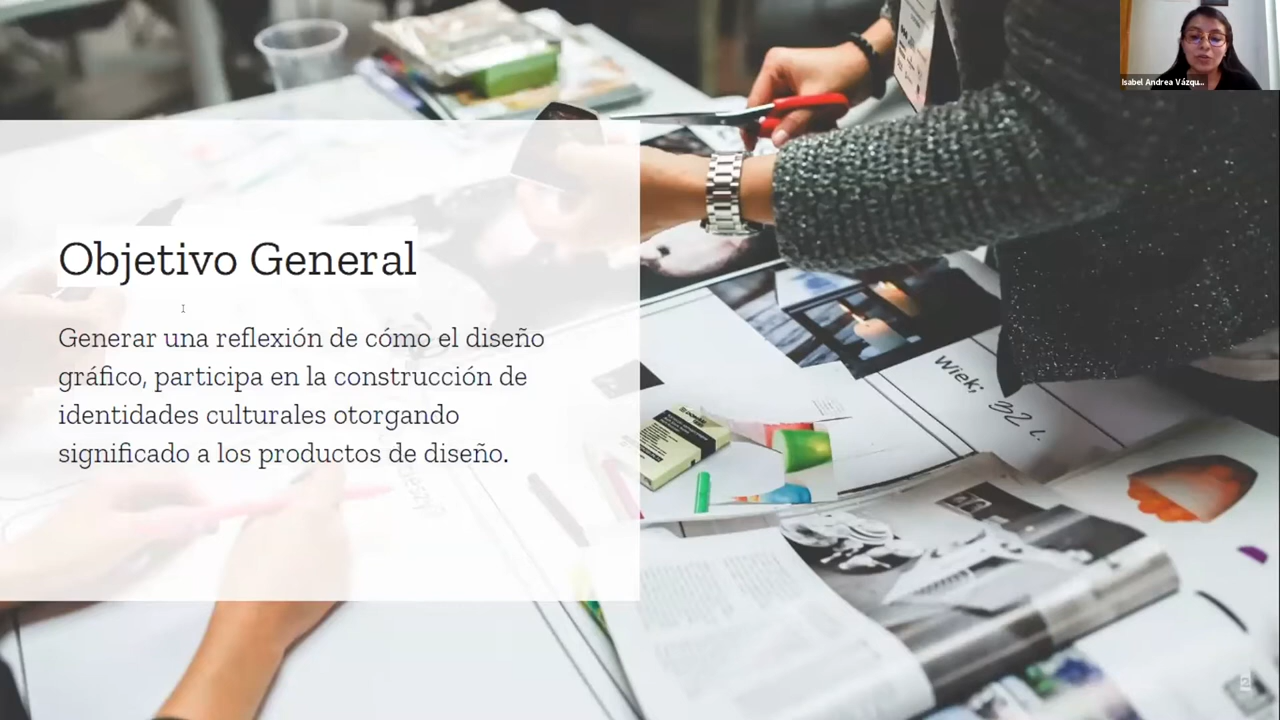 Isabel Andrea Vázqu...
Objetivo General
Generar una reflexión de cómo el diseño
gráfico, participa en la construcción de
identidades culturales otorgando
significado a los productos de diseño.
Wiek; 32 l.